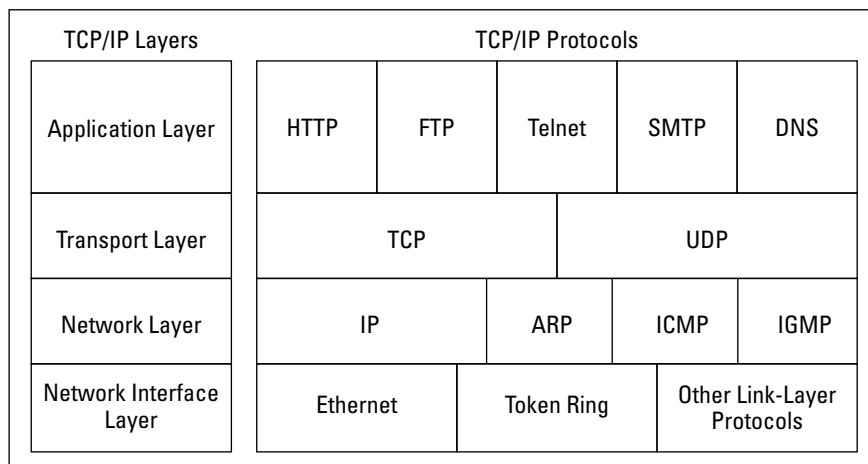 TCP/IP Layers
TCP/IP Protocols
Application Layer
HTTP
FTP
Telnet
SMTP
DNS
Transport Layer
TCP
UDP
Network Layer
IP
ARP
ICMP
IGMP
Network Interface
Layer
Ethernet
Token Ring
Other Link-Layer
Protocols